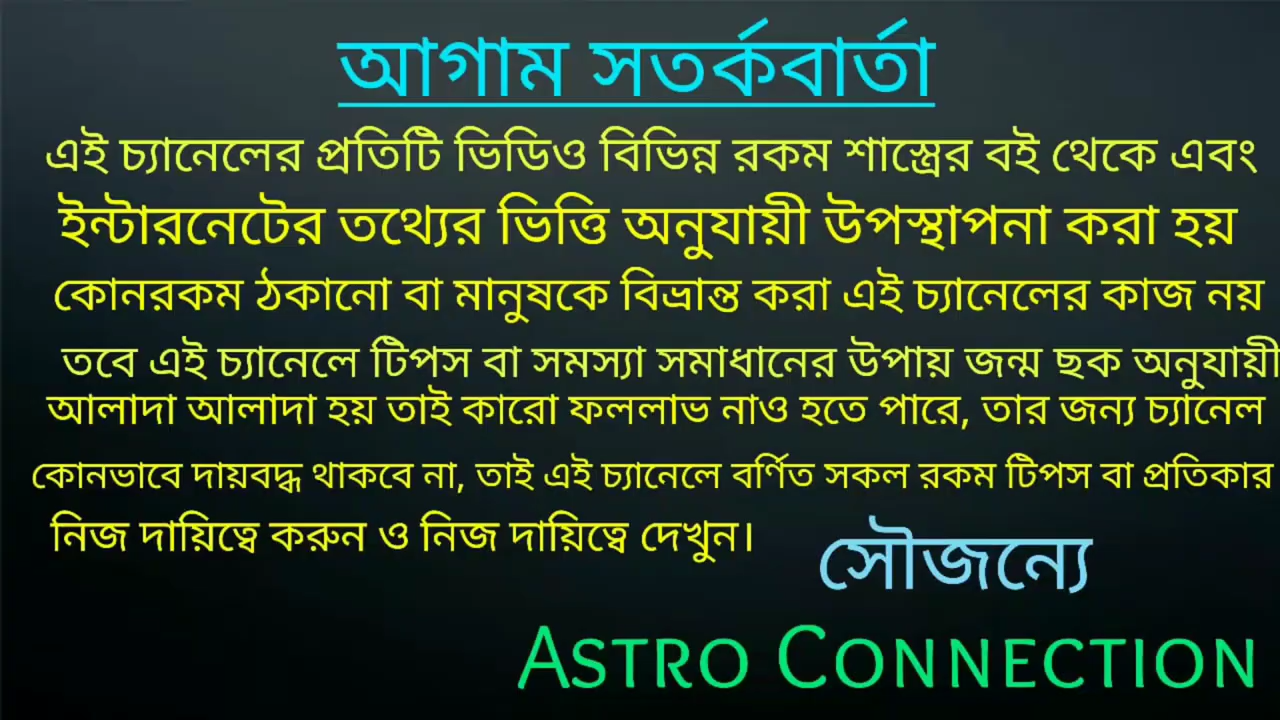 আগাম সতর্কবার্তা
এই চ্যানেলের প্রতিটি ভিডিও বিভিন্ন রকম শাস্ত্রের বই থেকে এবং
ইন্টারনেটের তথ্যের ভিত্তি অনুযায়ী উপস্থাপনা করা হয়
কোনরকম ঠকানো বা মানুষকে বিভ্রান্ত করা এই চ্যানেলের কাজ নয়
তবে এই চ্যানেলে টিপস বা সমস্যা সমাধানের উপায় জন্ম ছক অনুযায়ী
আলাদা আলাদা হয় তাই কারো ফললাভ নাও হতে পারে, তার জন্য চ্যানেল
কোনভাবে দায়বদ্ধ থাকবে না, তাই এই চ্যানেলে বর্ণিত সকল রকম টিপস বা প্রতিকার
নিজ দায়িত্বে করুন ও নিজ দায়িত্বে দেখুন।
সৌজন্যে
ASTRO CONNECTION